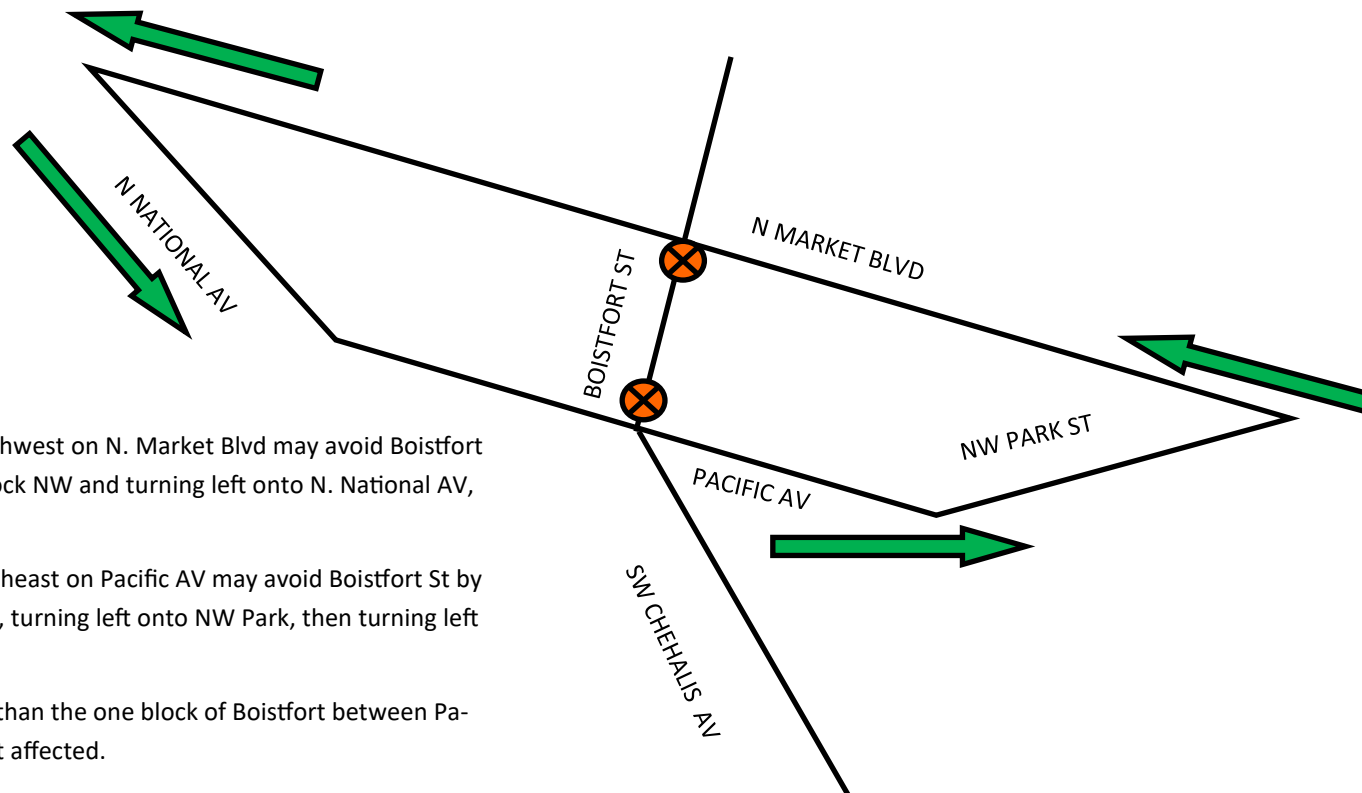 N NATIONAL AV
BOISTFORT ST
N MARKET BLVD
NW PARK ST
PACIFIC AV
SW CHEHALIS AV
hwest on N. Market Blvd may avoid Boistfort
ock NW and turning left onto N. National AV,
heast on Pacific AV may avoid Boistfort St by
, turning left onto NW Park, then turning left
than the one block of Boistfort between Pa-
t affected.